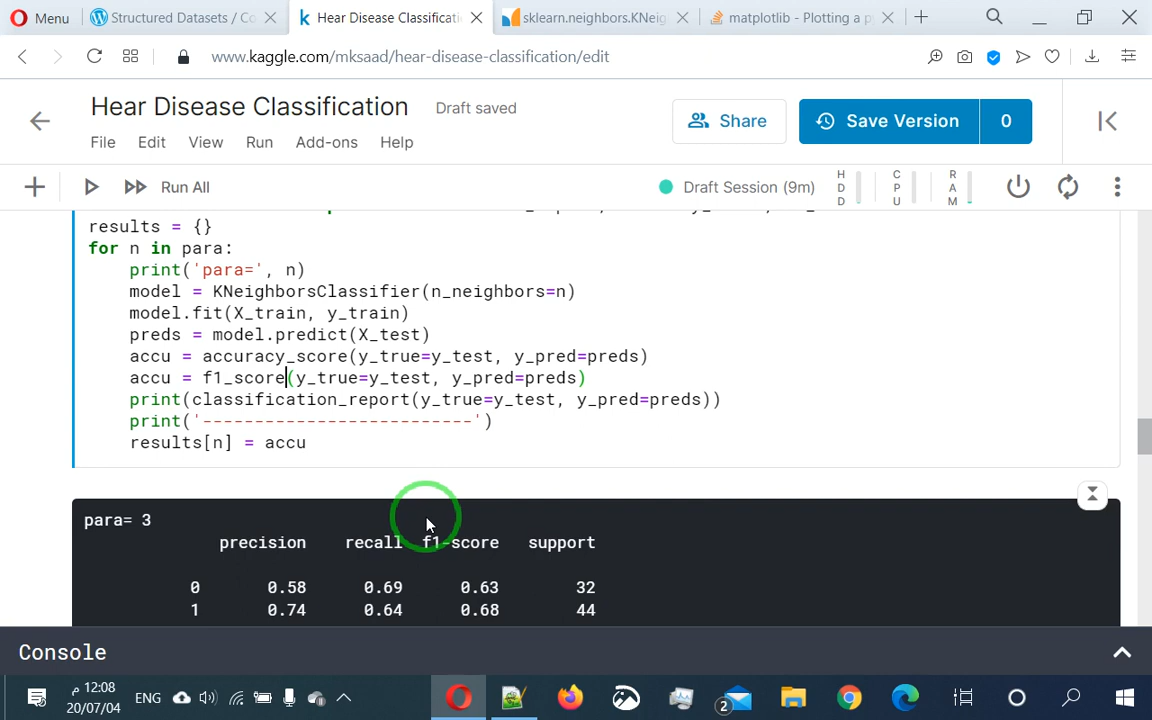 Menu
Structured Datasets / Co
Hear Disease Classificati
sklearn.neighbors.KNeig
matplotlib - Plotting a p
www.kaggle.com/mksaad/hear-disease-classification/edit
Hear Disease Classification
Draft saved
Share
Save Version
0
File Edit View Run Add-ons Help
Run All
Draft Session (9m)
HDD
CPU
RAM
results = {}
for n in para:
print('para=', n)
model = KNeighborsClassifier(n_neighbors=n)
model.fit(X_train, y_train)
preds = model.predict(X_test)
accu = accuracy_score(y_true=y_test, y_pred=preds)
accu = f1_score(y_true=y_test, y_pred=preds)
print(classification_report(y_true=y_test, y_pred=preds))
print('--------------------------')
results[n] = accu
para= 3
precision recall f1-score support
0 0.58 0.69 0.63 32
1 0.74 0.64 0.68 44
Console
12:08 م
20/07/04
ENG
2